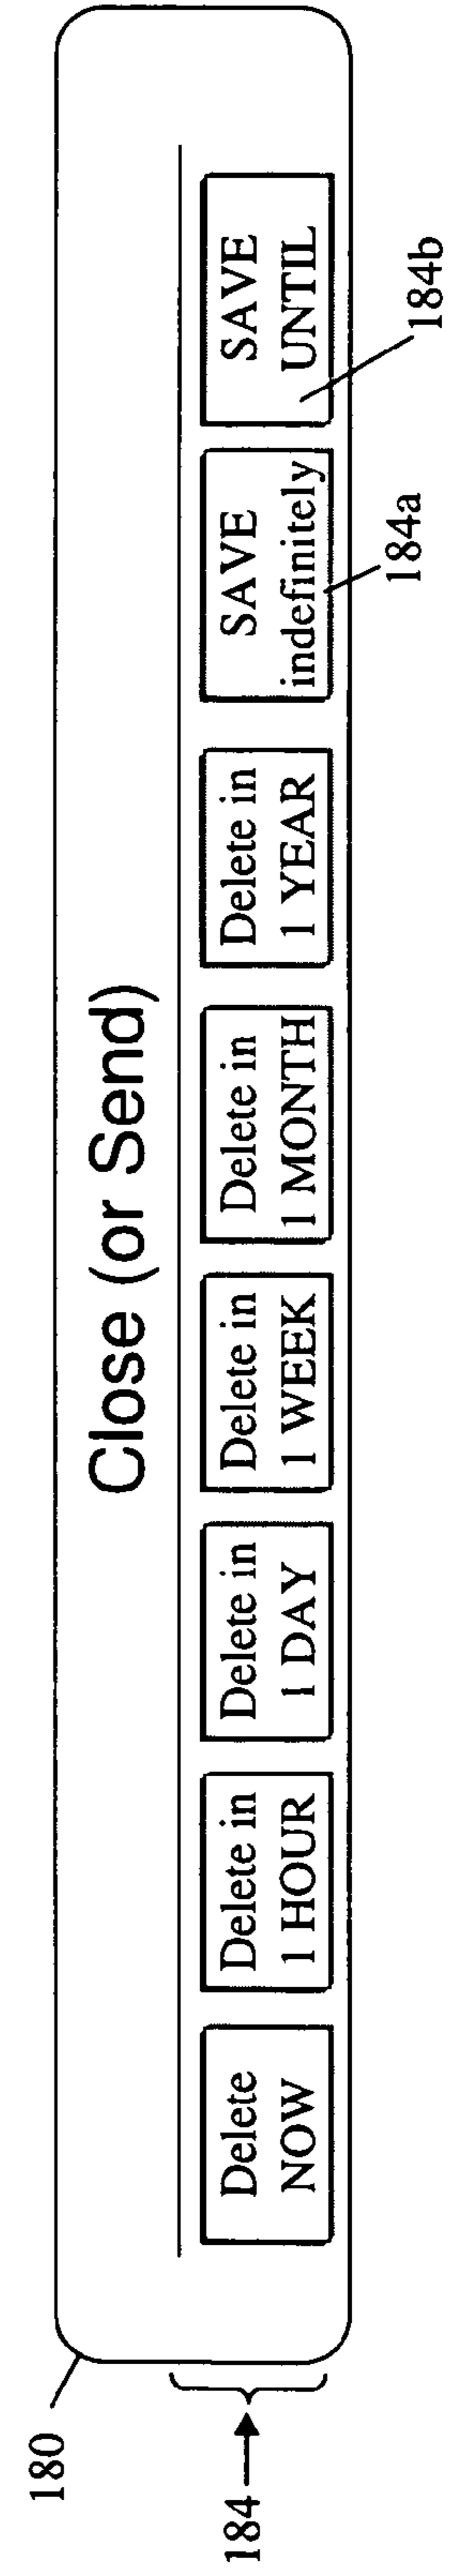 180
Close (or Send)
184
Delete
NOW
Delete in
1 HOUR
Delete in
1 DAY
Delete in
1 WEEK
Delete in
1 MONTH
Delete in
1 YEAR
SAVE
indefinitely
SAVE
UNTIL
184a
184b